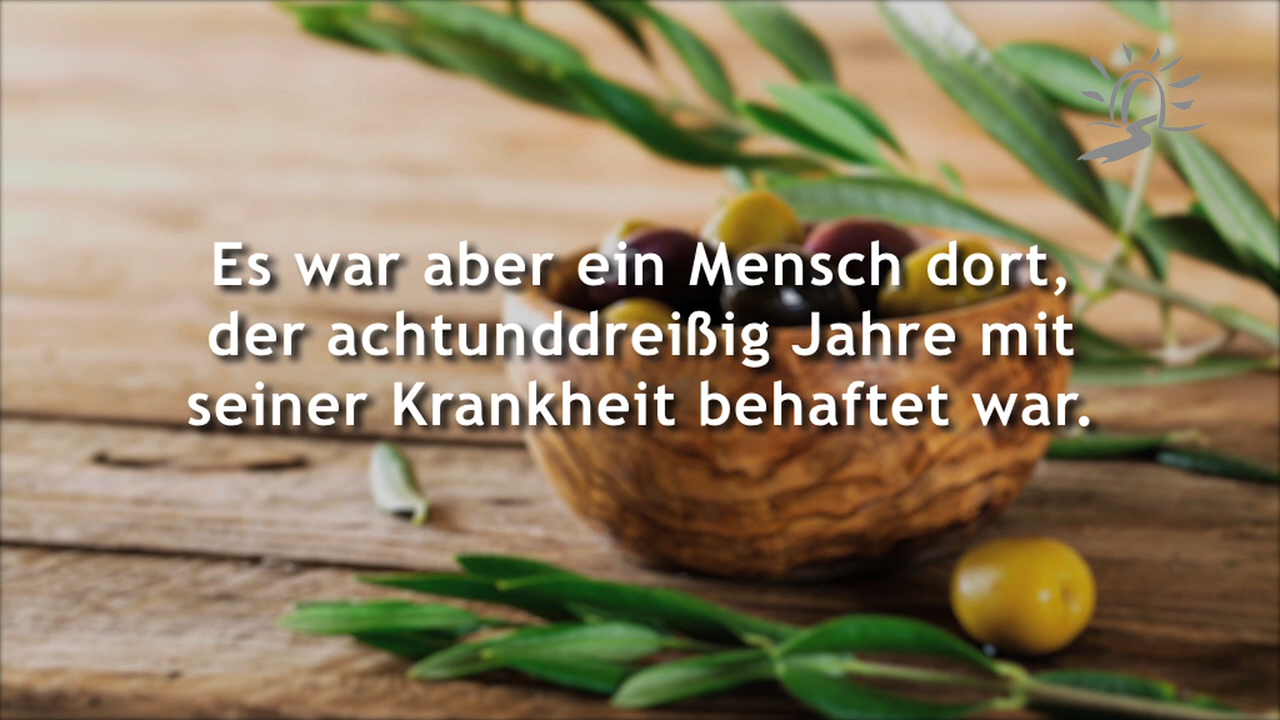 Es war aber ein Mensch dort,
der achtunddreißig Jahre mit
seiner Krankheit behaftet war.